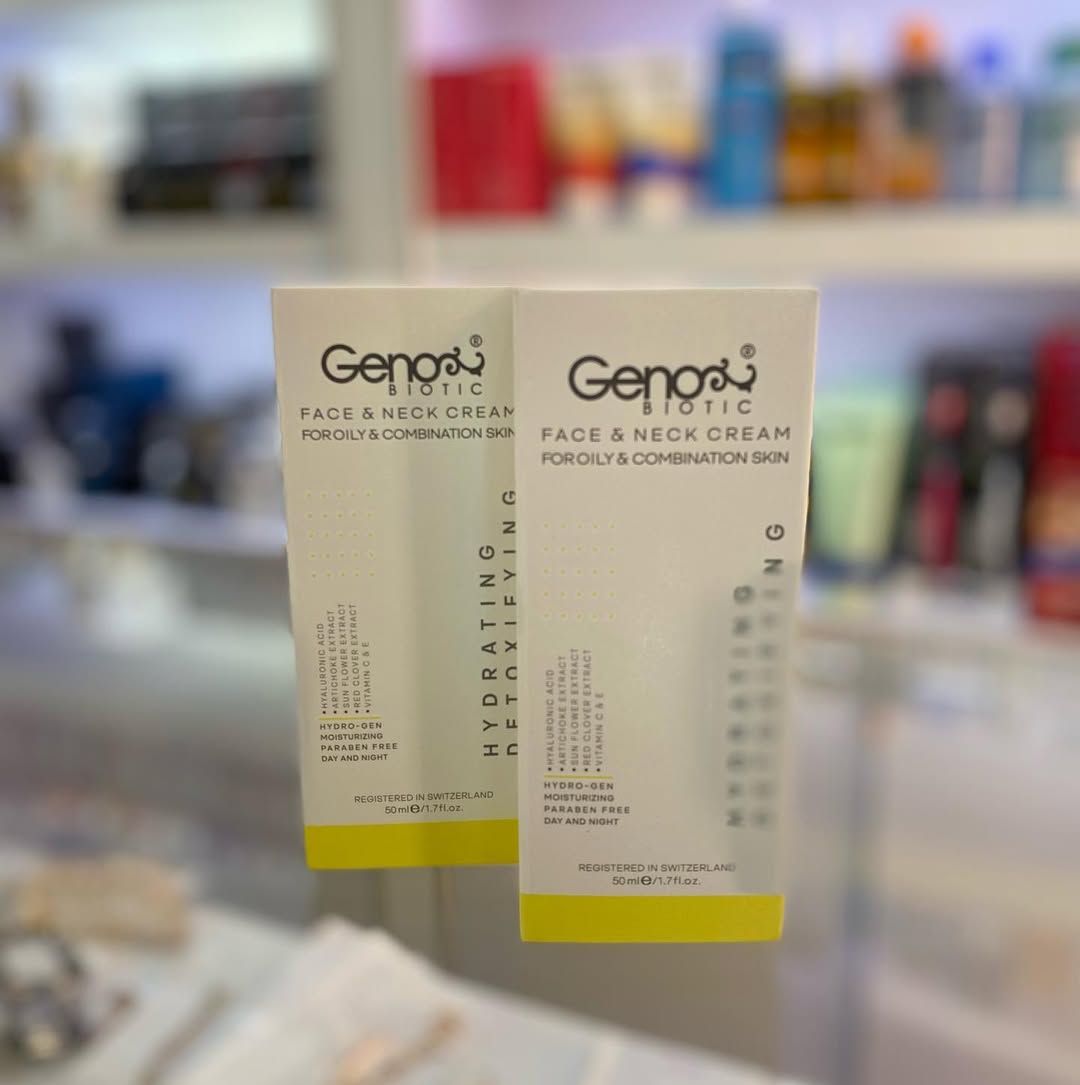 Geno
®
BIOTIC
FACE & NECK CREAM
FOR OILY & COMBINATION SKIN
HYDRATING
DETOXIFYING
•HYALURONIC ACID
•ARTICHOKE EXTRACT
•SUN FLOWER EXTRACT
•RED CLOVER EXTRACT
•VITAMIN C & E
HYDRO-GEN
MOISTURIZING
PARABEN FREE
DAY AND NIGHT
REGISTERED IN SWITZERLAND
50ml℮/1.7fl.oz.
Geno
®
BIOTIC
FACE & NECK CREAM
FOR OILY & COMBINATION SKIN
•HYALURONIC ACID
•ARTICHOKE EXTRACT
•SUN FLOWER EXTRACT
•RED CLOVER EXTRACT
•VITAMIN C & E
HYDRO-GEN
MOISTURIZING
PARABEN FREE
DAY AND NIGHT
HYDRATING
REGISTERED IN SWITZERLAND
50ml℮/1.7fl.oz.